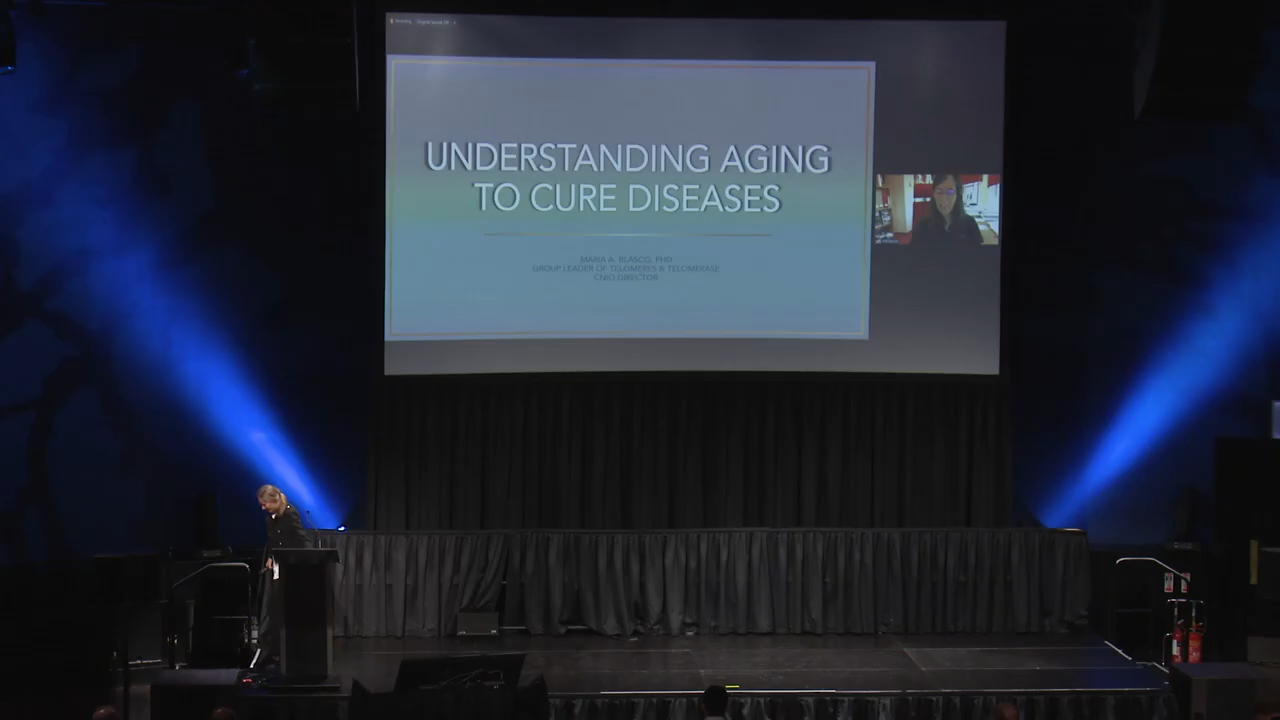 UNDERSTANDING AGING
TO CURE DISEASES
MARIA A. BLASCO, PHD
GROUP LEADER OF TELOMERES & TELOMERASE
CNIO DIRECTOR